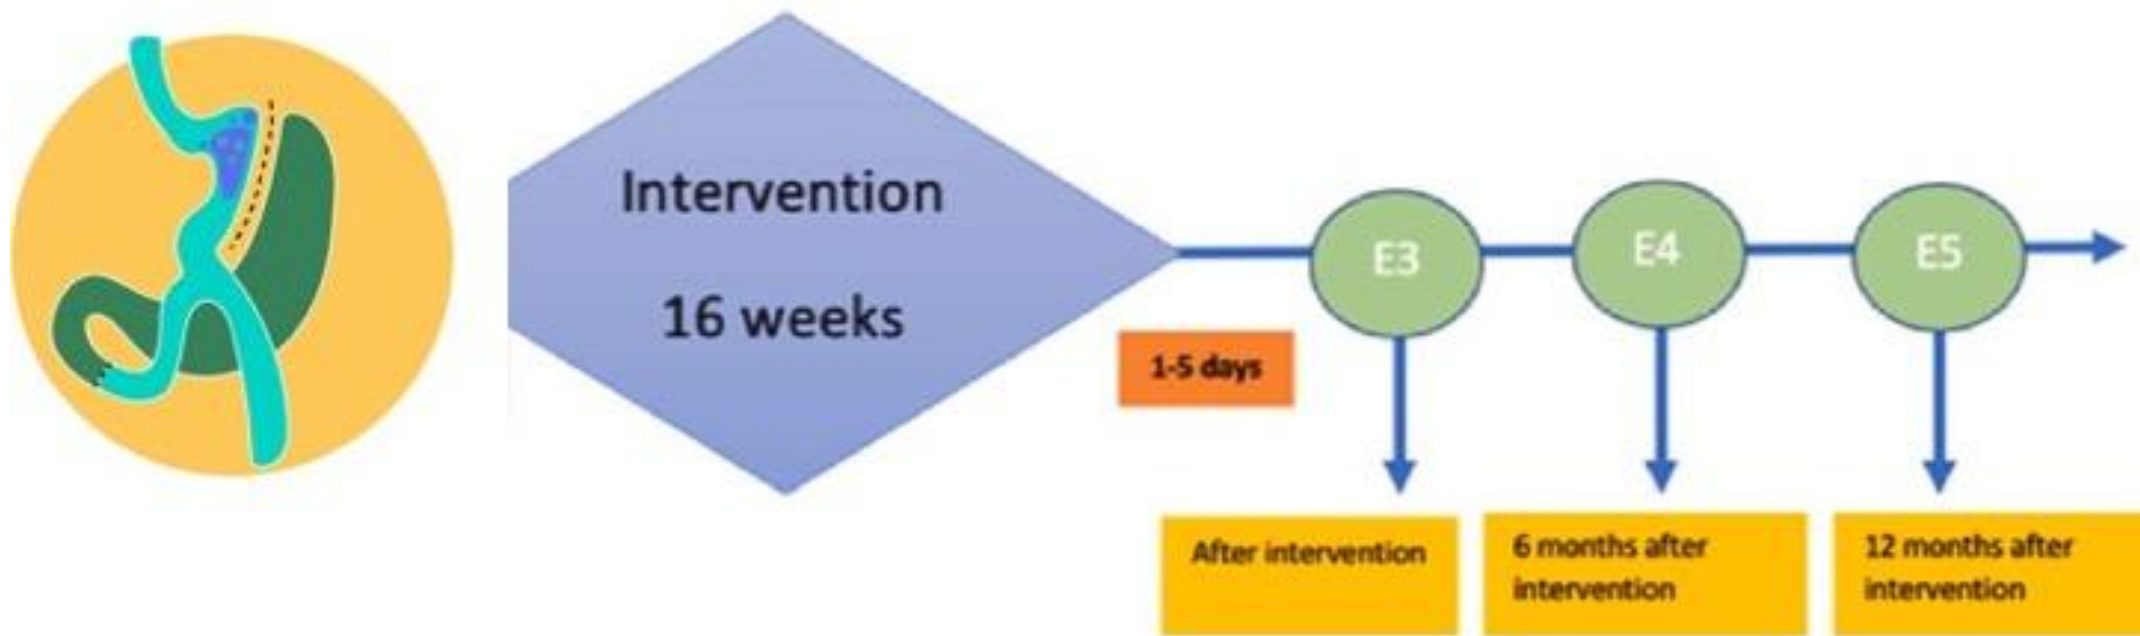 Intervention
16 weeks
E3
E4
E5
1-5 days
After intervention
6 months after
intervention
12 months after
intervention